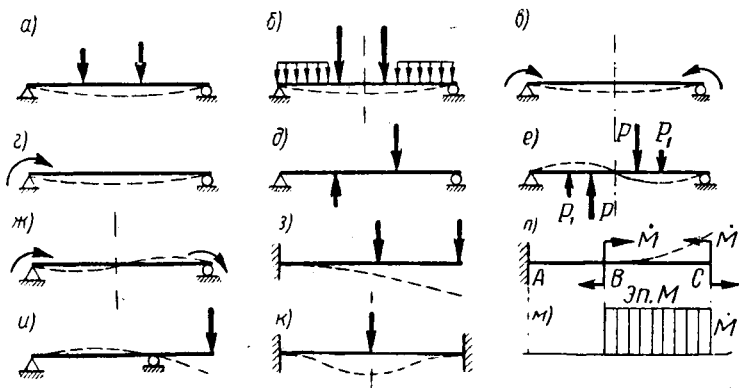 а) б) в)
г) д) е) P P₁
P₁ P
ж) з) л) Ṁ Ṁ
A B C
и) к) м) Эп. M Ṁ